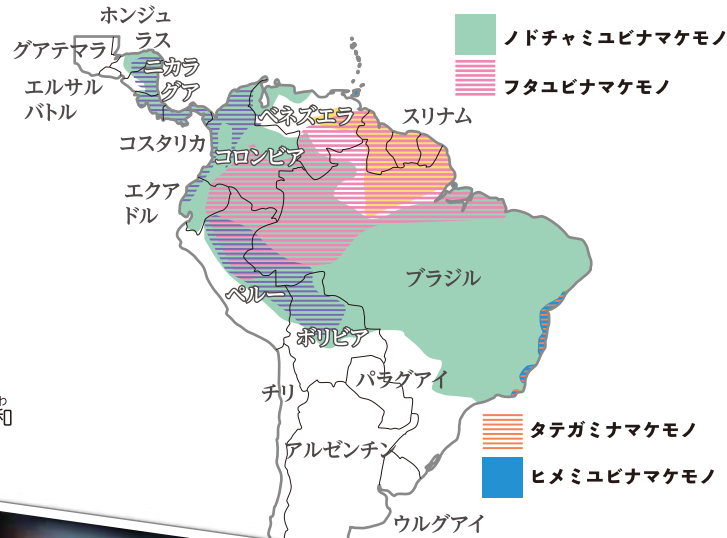 ホンジュ
ラス
グアテマラ
ニカラ
グア
エルサル
バトル
コスタリカ
ベネズエラ
スリナム
コロンビア
エクア
ドル
ブラジル
ペルー
ボリビア
チリ
パラグアイ
アルゼンチン
ウルグアイ
ノドチャミユビナマケモノ
フタユビナマケモノ
タテガミナマケモノ
ヒメミユビナマケモノ
わ
和